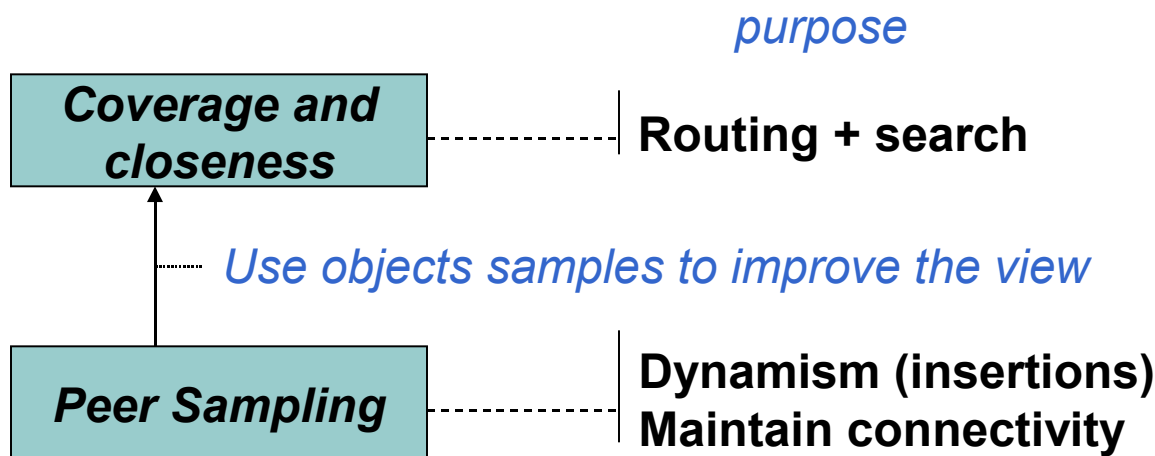 purpose
Coverage and
closeness
Routing + search
Use objects samples to improve the view
Peer Sampling
Dynamism (insertions)
Maintain connectivity